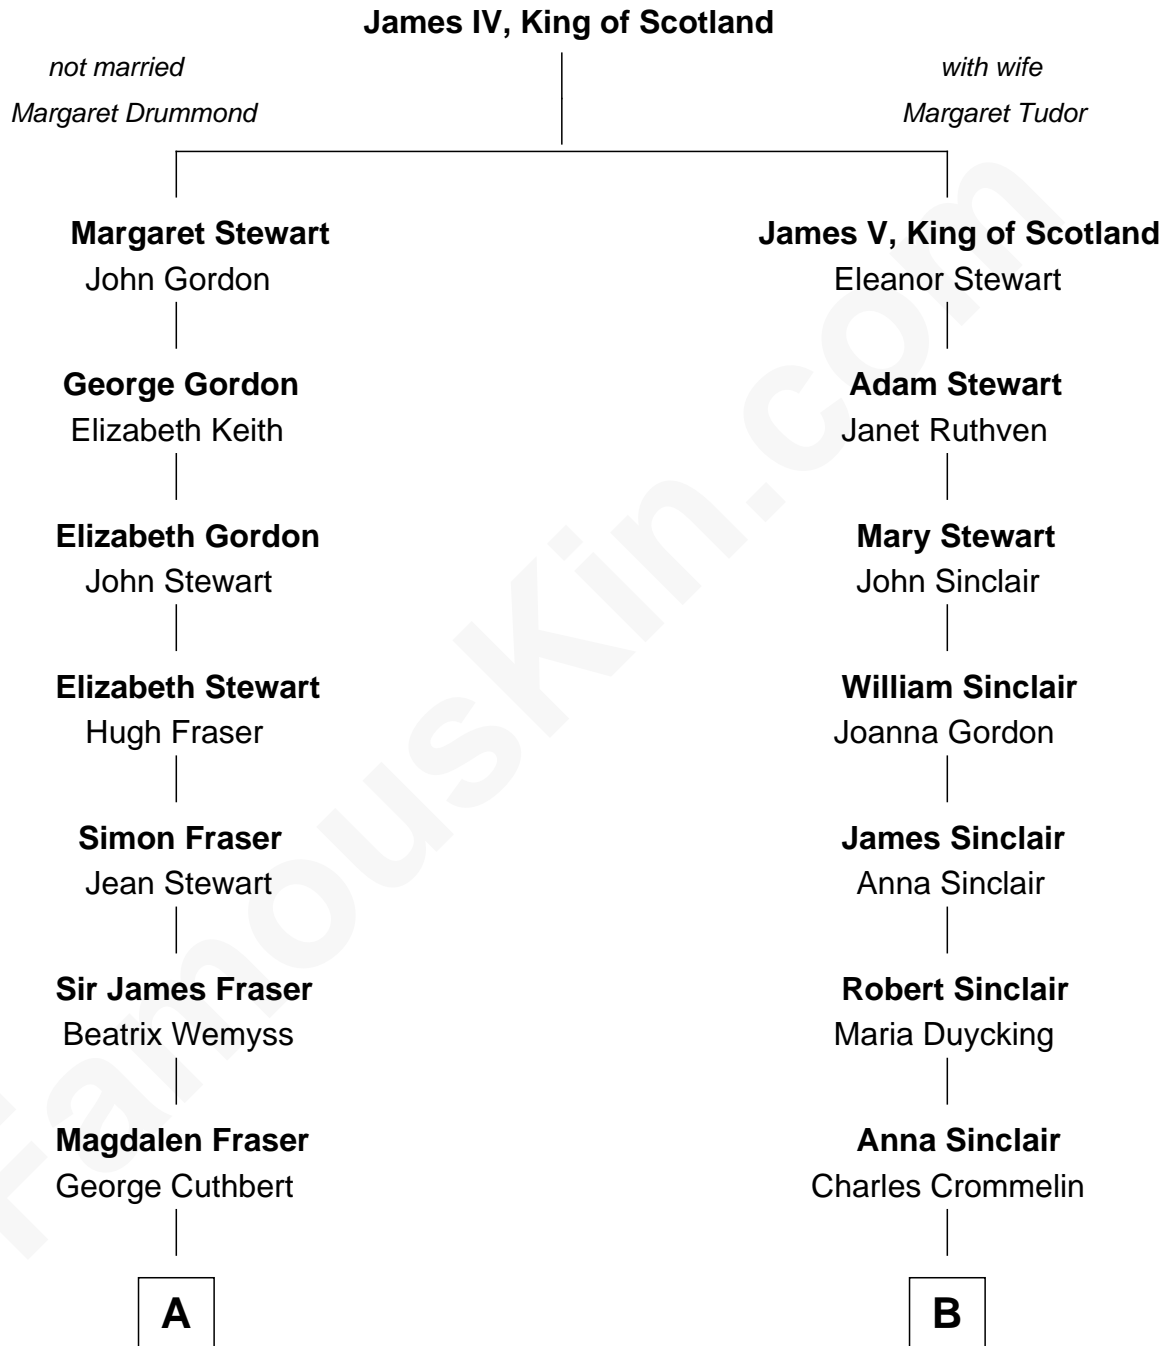 James IV, King of Scotland
not married
Margaret Drummond
with wife
Margaret Tudor
Margaret Stewart
John Gordon
James V, King of Scotland
Eleanor Stewart
George Gordon
Elizabeth Keith
Adam Stewart
Janet Ruthven
Elizabeth Gordon
John Stewart
Mary Stewart
John Sinclair
Elizabeth Stewart
Hugh Fraser
William Sinclair
Joanna Gordon
Simon Fraser
Jean Stewart
James Sinclair
Anna Sinclair
Sir James Fraser
Beatrix Wemyss
Robert Sinclair
Maria Duycking
Magdalen Fraser
George Cuthbert
Anna Sinclair
Charles Crommelin
A
B
FamousKin.com